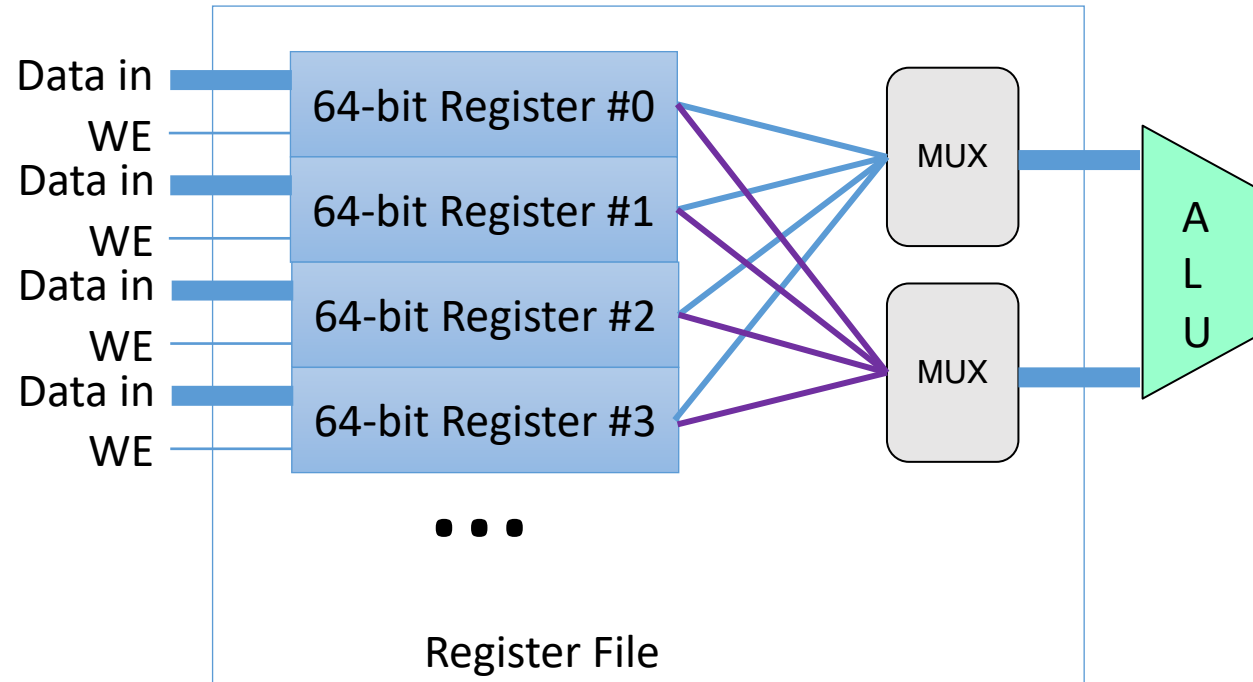 Data in
64-bit Register #0
WE
MUX
Data in
64-bit Register #1
WE
A
L
U
Data in
64-bit Register #2
WE
MUX
Data in
64-bit Register #3
WE
...
Register File